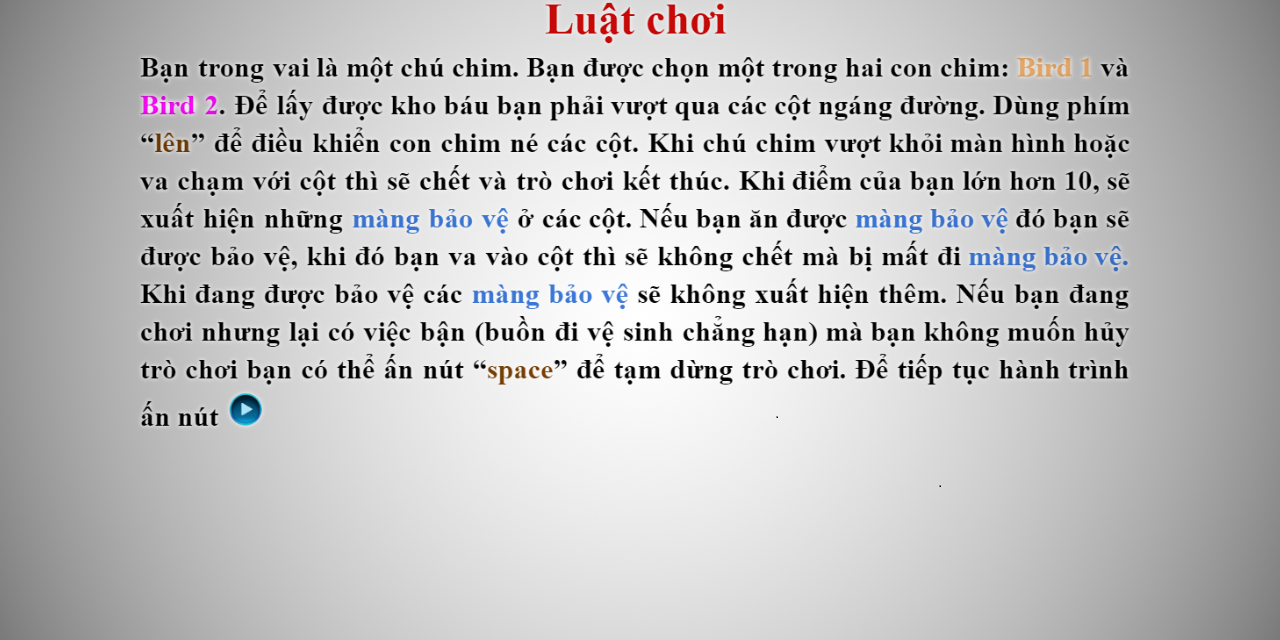 Luật chơi
Bạn trong vai là một chú chim. Bạn được chọn một trong hai con chim: Bird 1 và
Bird 2. Để lấy được kho báu bạn phải vượt qua các cột ngáng đường. Dùng phím
“lên” để điều khiển con chim né các cột. Khi chú chim vượt khỏi màn hình hoặc
va chạm với cột thì sẽ chết và trò chơi kết thúc. Khi điểm của bạn lớn hơn 10, sẽ
xuất hiện những màng bảo vệ ở các cột. Nếu bạn ăn được màng bảo vệ đó bạn sẽ
được bảo vệ, khi đó bạn va vào cột thì sẽ không chết mà bị mất đi màng bảo vệ.
Khi đang được bảo vệ các màng bảo vệ sẽ không xuất hiện thêm. Nếu bạn đang
chơi nhưng lại có việc bận (buồn đi vệ sinh chẳng hạn) mà bạn không muốn hủy
trò chơi bạn có thể ấn nút “space” để tạm dừng trò chơi. Để tiếp tục hành trình
ấn nút